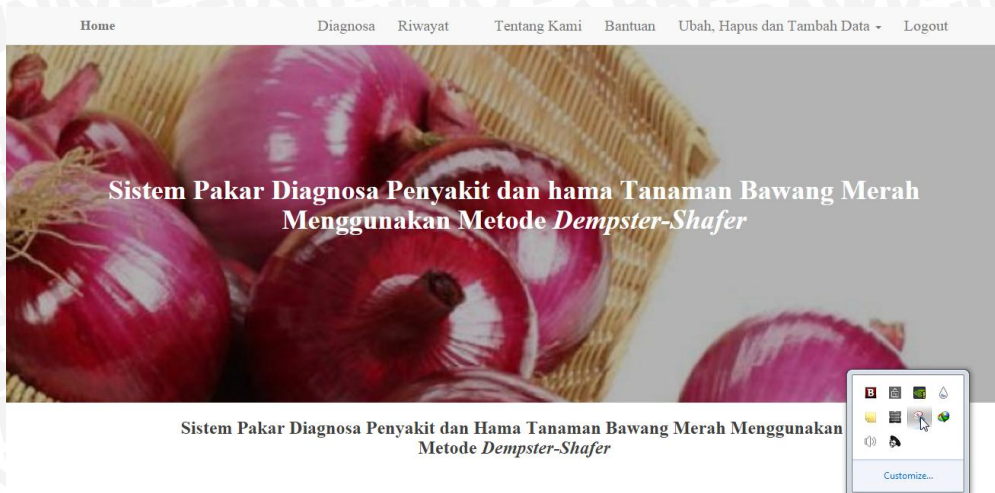 Home Diagnosa Riwayat Tentang Kami Bantuan Ubah, Hapus dan Tambah Data Logout
Sistem Pakar Diagnosa Penyakit dan hama Tanaman Bawang Merah
Menggunakan Metode Dempster-Shafer
Sistem Pakar Diagnosa Penyakit dan Hama Tanaman Bawang Merah Menggunakan
Metode Dempster-Shafer
B
Customize...